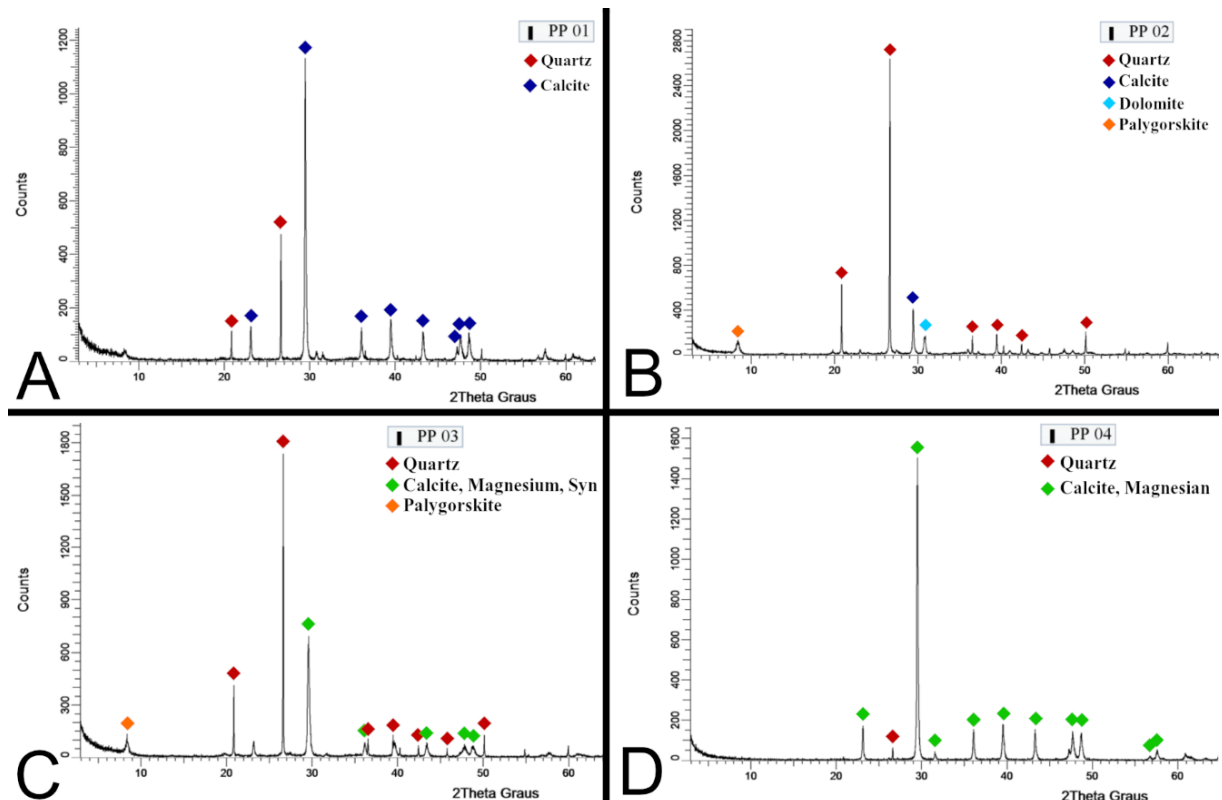 PP 01
Quartz
Calcite
1200
1000
800
600
400
200
0
Counts
10 20 30 40 50 60
2Theta Graus
A
PP 02
Quartz
Calcite
Dolomite
Palygorskite
2800
2400
2000
1600
1200
800
400
0
Counts
10 20 30 40 50 60
2Theta Graus
B
PP 03
Quartz
Calcite, Magnesium, Syn
Palygorskite
1800
1500
1200
900
600
300
0
Counts
10 20 30 40 50 60
2Theta Graus
C
PP 04
Quartz
Calcite, Magnesian
1600
1400
1200
1000
800
600
400
200
0
Counts
10 20 30 40 50 60
2Theta Graus
D